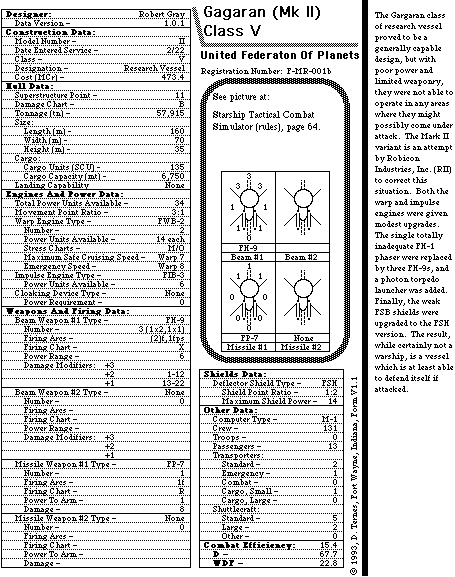 Designer: Robert Gray
Data Version - 1.0.1
Construction Data:
Model Number - II
Date Entered Service - 2/22
Class - V
Designation - Research Vessel
Cost (MCr) - 473.4
Hull Data:
Superstructure Point - 11
Damage Chart - B
Tonnage (tn) - 57,915
Size:
Length (m) - 160
Width (m) - 70
Height (m) - 35
Cargo:
Cargo Units (SCU) - 135
Cargo Capacity (mt) - 6,750
Landing Capability None
Engines And Power Data:
Total Power Units Available - 34
Movement Point Ratio - 3:1
Warp Engine Type - FWB-2
Number - 2
Power Units Available - 14 each
Stress Charts - M/O
Maximum Safe Cruising Speed - Warp 7
Emergency Speed - Warp 8
Impulse Engine Type - FIB-3
Power Units Available - 6
Cloaking Device Type - None
Power Requirement - 0
Weapons And Firing Data:
Beam Weapon #1 Type - FH-9
Number - 3 (1x2,1x1)
Firing Arcs -
Firing Chart -
Power Range - 6
Damage Modifiers: +3
+2 1-12
+1 13-22
Beam Weapon #2 Type - None
Number - 0
Firing Arcs -
Firing Chart -
Power Range -
Damage Modifiers: +3
+2
+1
Missile Weapon #1 Type - FP-7
Number - 1
Firing Arcs - 1f
Firing Chart - R
Power To Arm - 1
Damage - 8
Missile Weapon #2 Type - None
Number - 0
Firing Arcs -
Firing Chart -
Power To Arm -
Damage -
Gagaran (Mk II)
Class V
United Federaton Of Planets
Registration Number: F-MR-001b
See picture at:
Starship Tactical Combat
Simulator (rules), page 64.
3
3 3
1 1
0
FH-9
Beam #1 Beam #2
1
1 1
0 0
0
FP-7 None
Missile #1 Missile #2
Shields Data:
Deflector Shield Type - FSH
Shield Point Ratio - 1:2
Maximum Shield Power - 14
Other Data:
Computer Type - M-1
Crew - 131
Troops - 0
Passengers - 13
Transporters:
Standard - 2
Emergency - 1
Combat - 0
Cargo, Small - 1
Cargo, Large - 0
Shuttlecraft:
Standard - 5
Large - 2
Other - 0
Combat Efficiency: 15.4
D - 67.7
WDF - 22.8
© 1993, D. Ternes, Fort Wayne, Indiana, Form V1.1
The Gargaran class
of research vessel
proved to be a
generally capable
design, but with
poor power and
limited weaponry,
they were not able to
operate in any areas
where they might
possibly come under
attack. The Mark II
variant is an attempt
by Robicon
Industries, Inc. (RII)
to correct this
situation. Both the
warp and impulse
engines were given
modest upgrades.
The single totally
inadequate FH-1
phaser were replaced
by three FH-9s, and
a photon torpedo
launcher was added.
Finally, the weak
FSB shields were
upgraded to the FSH
version. The result,
while certainly not a
warship, is a vessel
which is at least able
to defend itself if
attacked.